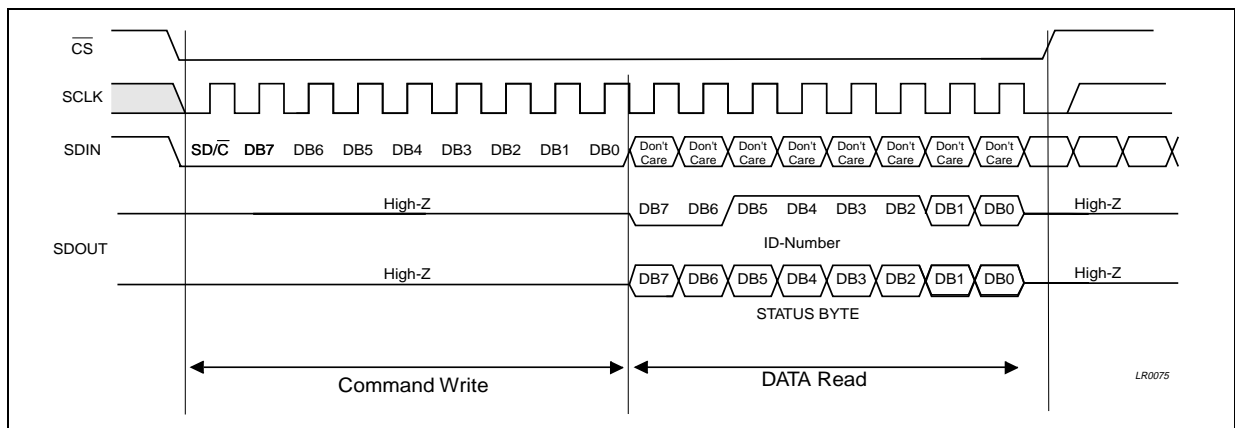 CS
SCLK
SDIN SD/C DB7 DB6 DB5 DB4 DB3 DB2 DB1 DB0 Don't Care Don't Care Don't Care Don't Care Don't Care Don't Care Don't Care Don't Care
High-Z DB7 DB6 DB5 DB4 DB3 DB2 DB1 DB0 High-Z
SDOUT
ID-Number
High-Z DB7 DB6 DB5 DB4 DB3 DB2 DB1 DB0 High-Z
STATUS BYTE
Command Write DATA Read
LR0075